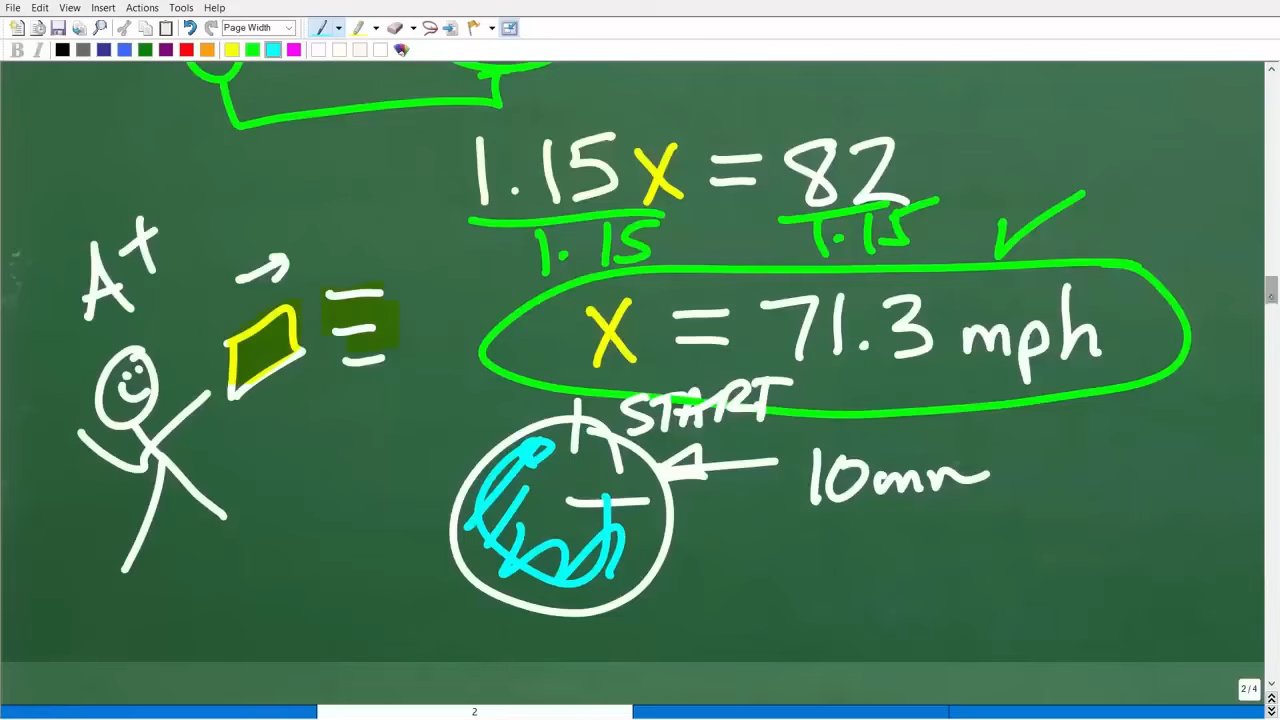 File Edit View Insert Actions Tools Help
Page Width
B I
1.15x = 82
1.15 1.15
A+
x = 71.3 mph
START
10min
2/4
2